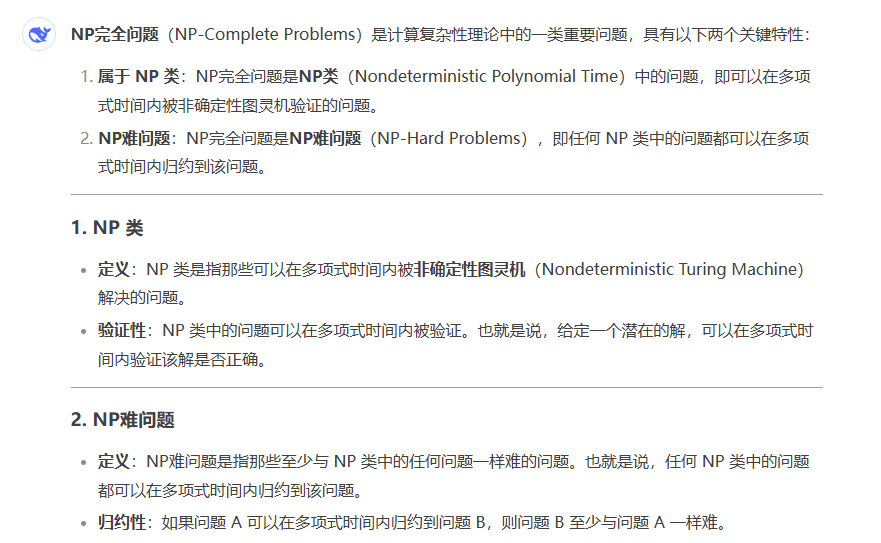 NP完全问题（NP-Complete Problems）是计算复杂性理论中的一类重要问题，具有以下两个关键特性：
1. 属于 NP 类：NP完全问题是NP类（Nondeterministic Polynomial Time）中的问题，即可以在多项
式时间内被非确定性图灵机验证的问题。
2. NP难问题：NP完全问题是NP难问题（NP-Hard Problems），即任何 NP 类中的问题都可以在多项
式时间内归约到该问题。
1. NP 类
• 定义：NP 类是指那些可以在多项式时间内被非确定性图灵机（Nondeterministic Turing Machine）
解决的问题。
• 验证性：NP 类中的问题可以在多项式时间内被验证。也就是说，给定一个潜在的解，可以在多项式时
间内验证该解是否正确。
2. NP难问题
• 定义：NP难问题是指那些至少与 NP 类中的任何问题一样难的问题。也就是说，任何 NP 类中的问题
都可以在多项式时间内归约到该问题。
• 归约性：如果问题 A 可以在多项式时间内归约到问题 B，则问题 B 至少与问题 A 一样难。